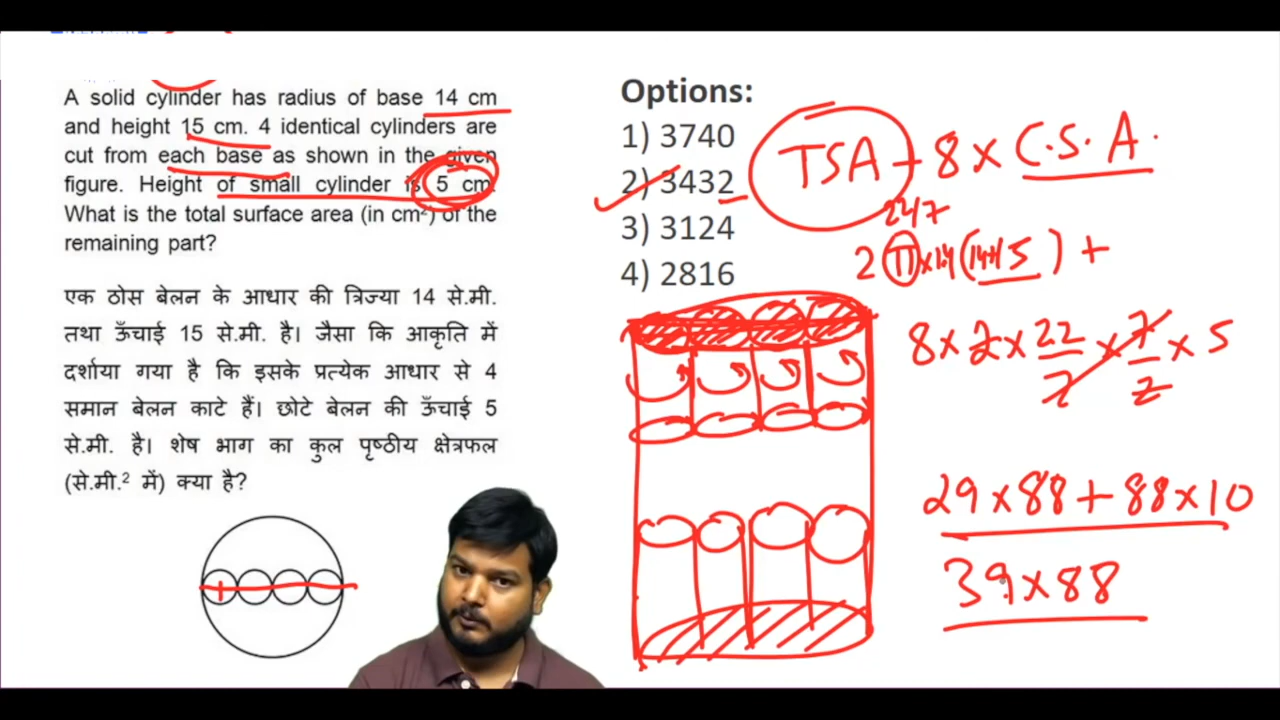 A solid cylinder has radius of base 14 cm
and height 15 cm. 4 identical cylinders are
cut from each base as shown in the given
figure. Height of small cylinder is 5 cm.
What is the total surface area (in cm²) of the
remaining part?
एक ठोस बेलन के आधार की त्रिज्या 14 से.मी.
तथा ऊँचाई 15 से.मी. है। जैसा कि आकृति में
दर्शाया गया है कि इसके प्रत्येक आधार से 4
समान बेलन काटे हैं। छोटे बेलन की ऊँचाई 5
से.मी. है। शेष भाग का कुल पृष्ठीय क्षेत्रफल
(से.मी.² में) क्या है?
Options:
1) 3740
2) 3432
3) 3124
4) 2816
TSA + 8 × C.S.A.
22/7
2 π × 14 (14+15) +
8 × 2 × 22/7 × 7/2 × 5
29 × 88 + 88 × 10
39 × 88